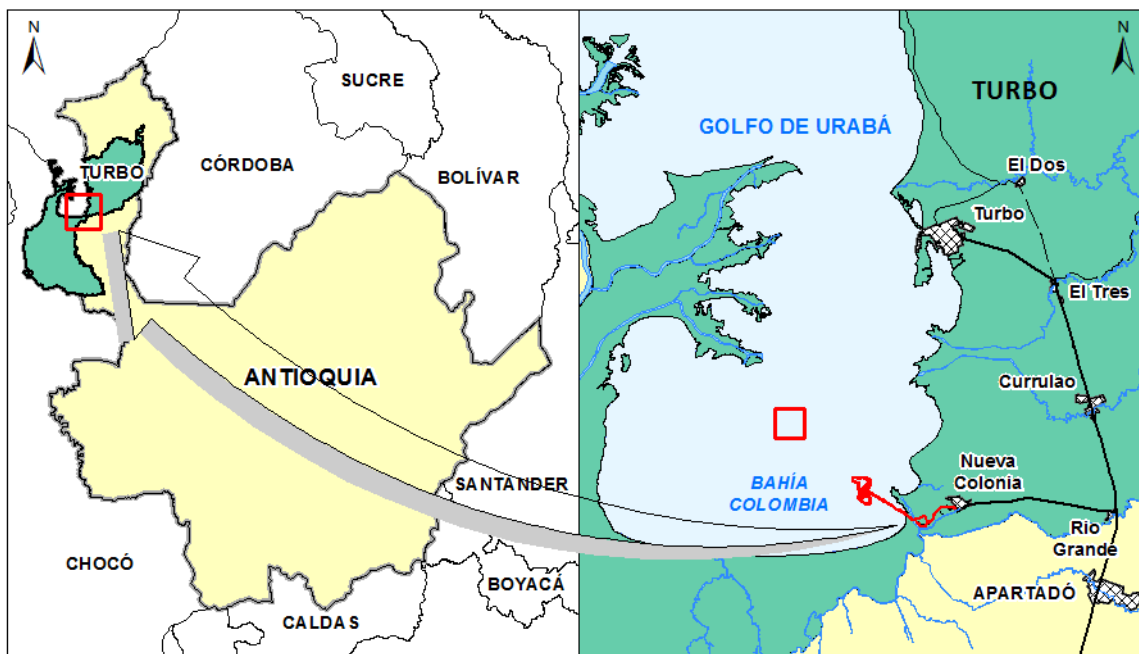 N
SUCRE
TURBO
CÓRDOBA
BOLÍVAR
ANTIOQUIA
SANTANDER
CHOCÓ
BOYACÁ
CALDAS
N
TURBO
GOLFO DE URABÁ
El Dos
Turbo
El Tres
Currulao
BAHÍA
COLOMBIA
Nueva
Colonia
Rio
Grande
APARTADÓ